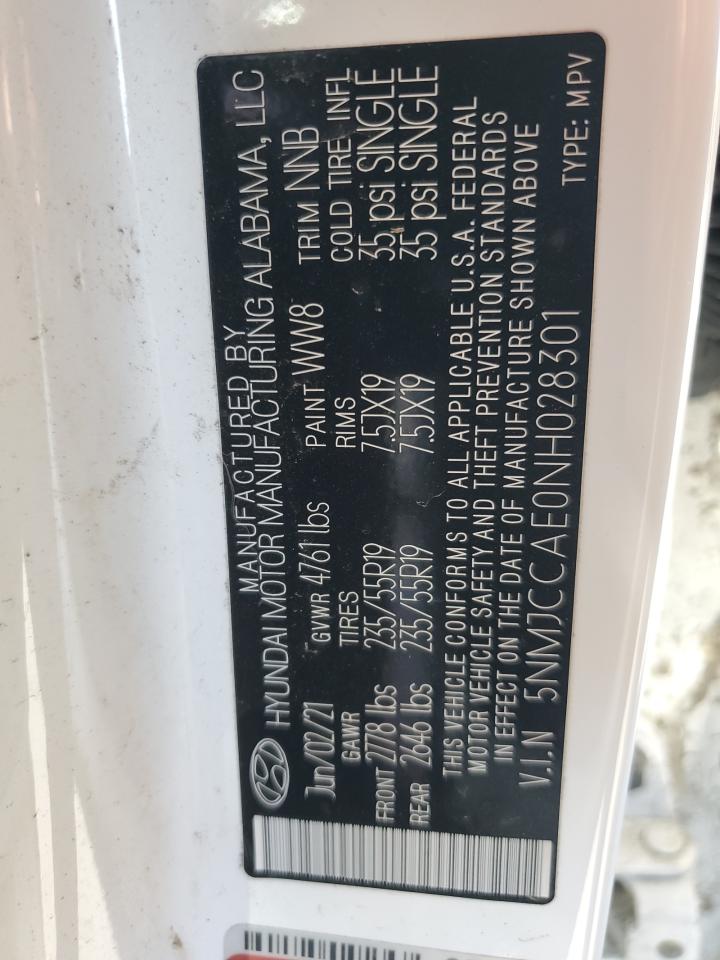 MANUFACTURED BY
HYUNDAI MOTOR MANUFACTURING ALABAMA, LLC
Jun/02/21 GVWR 4761 lbs PAINT WW8 TRIM NNB
GAWR TIRES RIMS COLD TIRE INFL
FRONT 2778 lbs 235/55R19 7.5JX19 35 psi SINGLE
REAR 2646 lbs 235/55R19 7.5JX19 35 psi SINGLE
THIS VEHICLE CONFORMS TO ALL APPLICABLE U.S.A. FEDERAL
MOTOR VEHICLE SAFETY AND THEFT PREVENTION STANDARDS
IN EFFECT ON THE DATE OF MANUFACTURE SHOWN ABOVE
V.I.N 5NMJCCAE0NH028301 TYPE: MPV